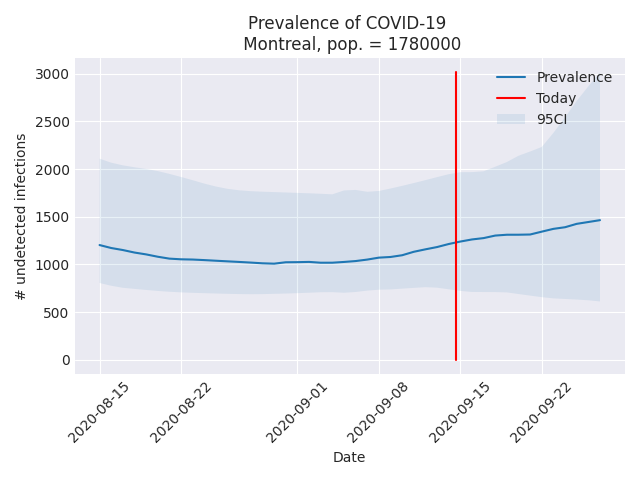 Prevalence of COVID-19
Montreal, pop. = 1780000
3000
2500
2000
1500
1000
500
0
# undetected infections
Prevalence
Today
95CI
2020-08-15
2020-08-22
2020-09-01
2020-09-08
2020-09-15
2020-09-22
Date